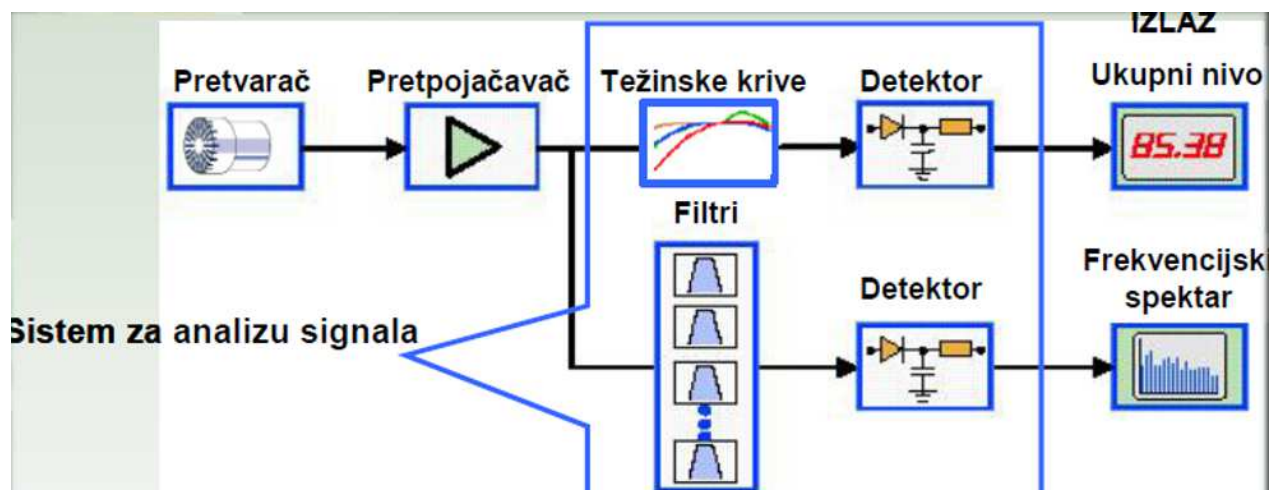 IZLAZ
Pretvarač
Pretpojačavač
Težinske krive
Detektor
Ukupni nivo
85.38
Filtri
Detektor
Frekvencijski
spektar
Sistem za analizu signala